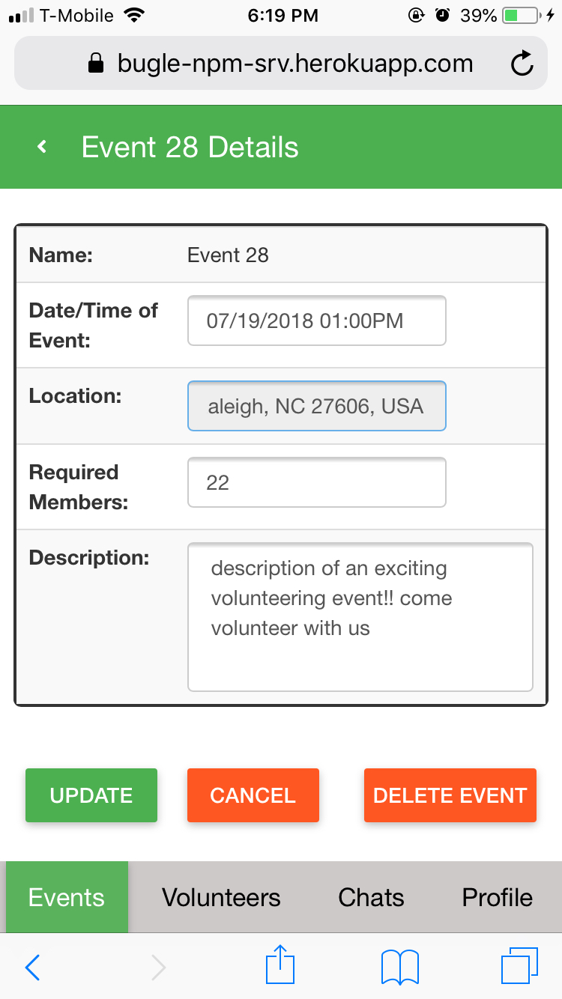 T-Mobile 6:19 PM 39%
bugle-npm-srv.herokuapp.com
Event 28 Details
Name: Event 28
Date/Time of
Event: 07/19/2018 01:00PM
Location: aleigh, NC 27606, USA
Required
Members: 22
Description: description of an exciting
volunteering event!! come
volunteer with us
UPDATE CANCEL DELETE EVENT
Events Volunteers Chats Profile